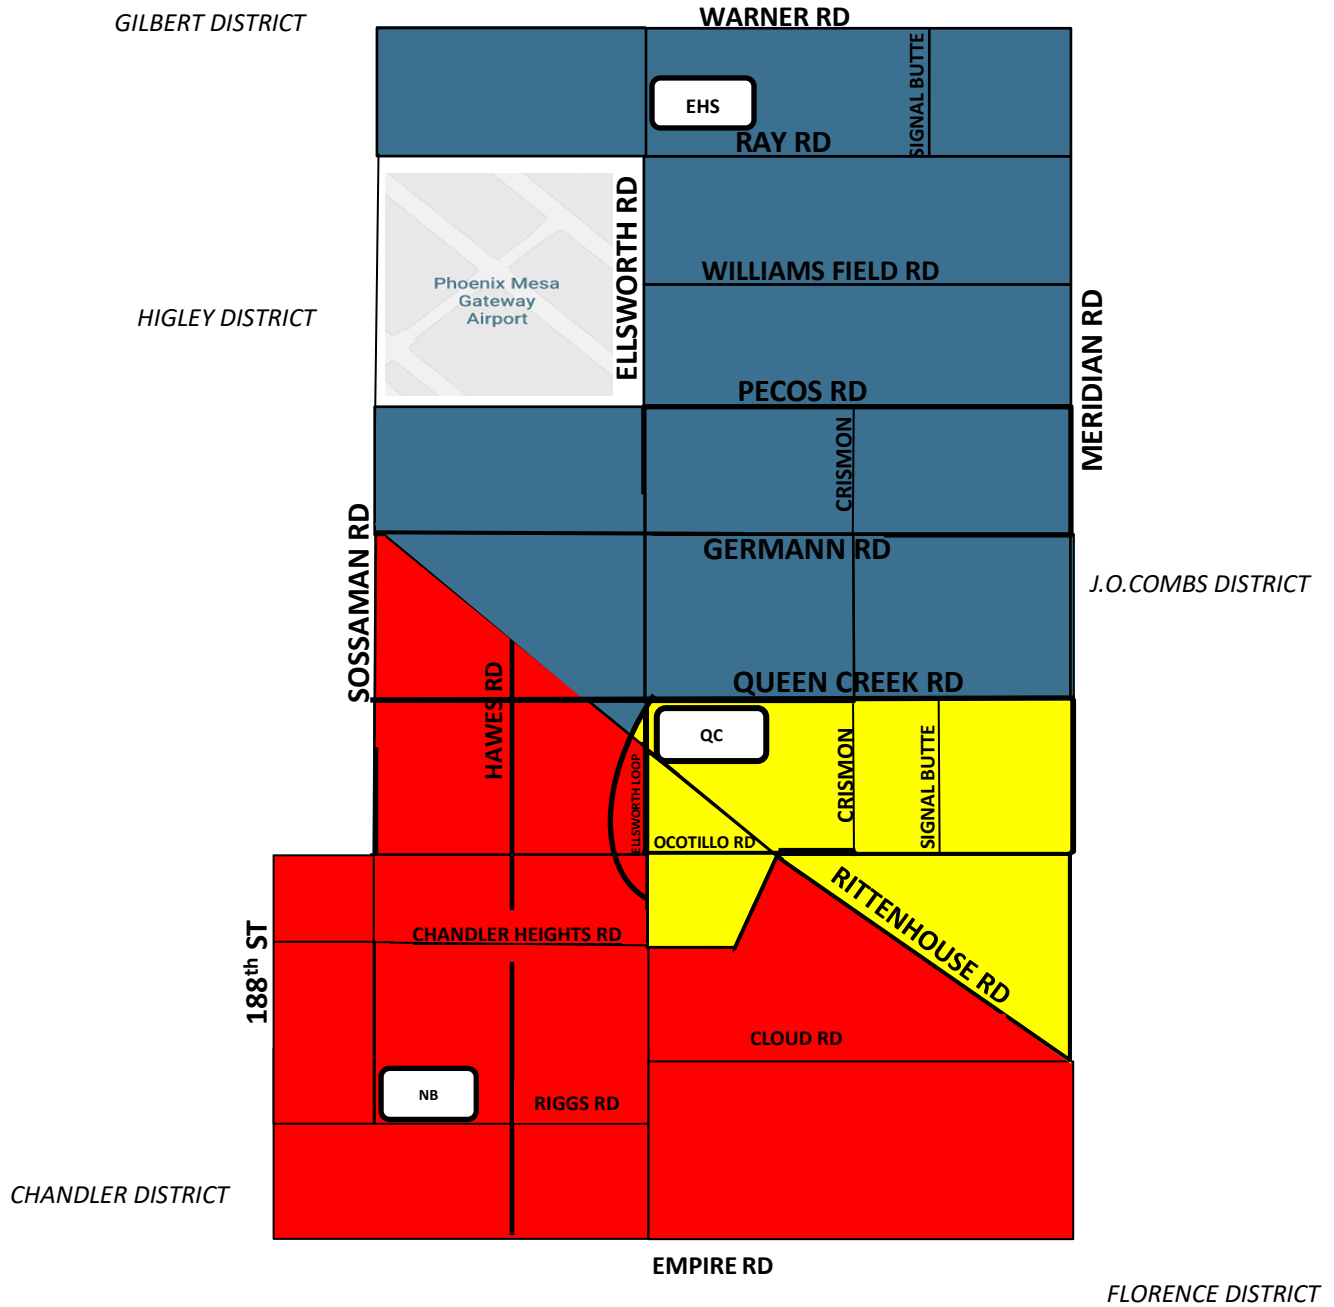 GILBERT DISTRICT
WARNER RD
SIGNAL BUTTE
EHS
RAY RD
ELLSWORTH RD
WILLIAMS FIELD RD
Phoenix Mesa
Gateway
Airport
HIGLEY DISTRICT
MERIDIAN RD
PECOS RD
CRISMON
SOSSAMAN RD
GERMANN RD
J.O.COMBS DISTRICT
HAWES RD
QUEEN CREEK RD
QC
ELLSWORTH LOOP
CRISMON
SIGNAL BUTTE
OCOTILLO RD
RITTENHOUSE RD
188th ST
CHANDLER HEIGHTS RD
CLOUD RD
NB
RIGGS RD
CHANDLER DISTRICT
EMPIRE RD
FLORENCE DISTRICT